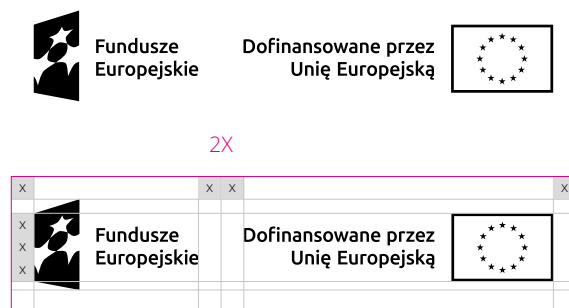 Fundusze
Europejskie
Dofinansowane przez
Unię Europejską
2X
x
x
x
x
x
Fundusze
Europejskie
x
x
Dofinansowane przez
Unię Europejską